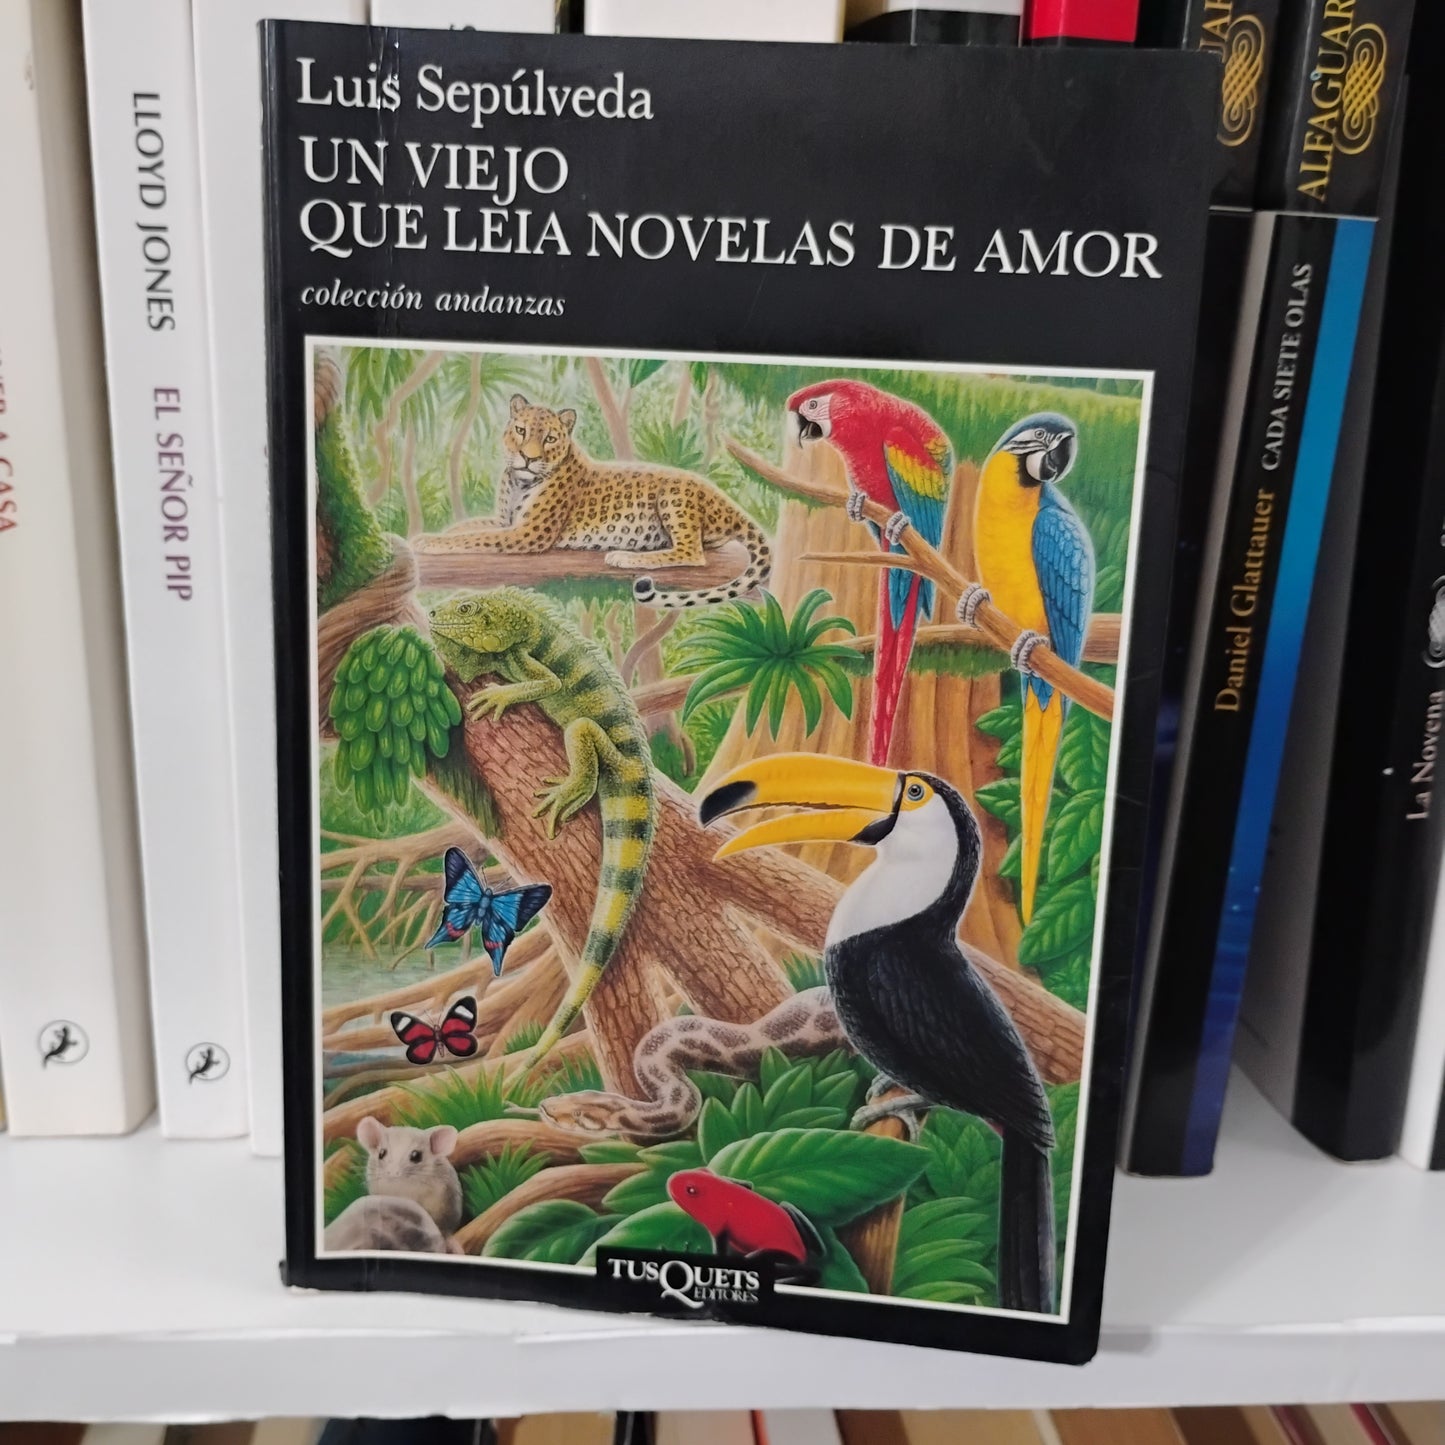 Luis Sepúlveda
UN VIEJO
QUE LEIA NOVELAS DE AMOR
colección andanzas
TUSQUETS
EDITORES
LLOYD JONES EL SEÑOR PIP
CASA
ALFAGUARA
Daniel Glattauer CADA SIETE OLAS
La Novena